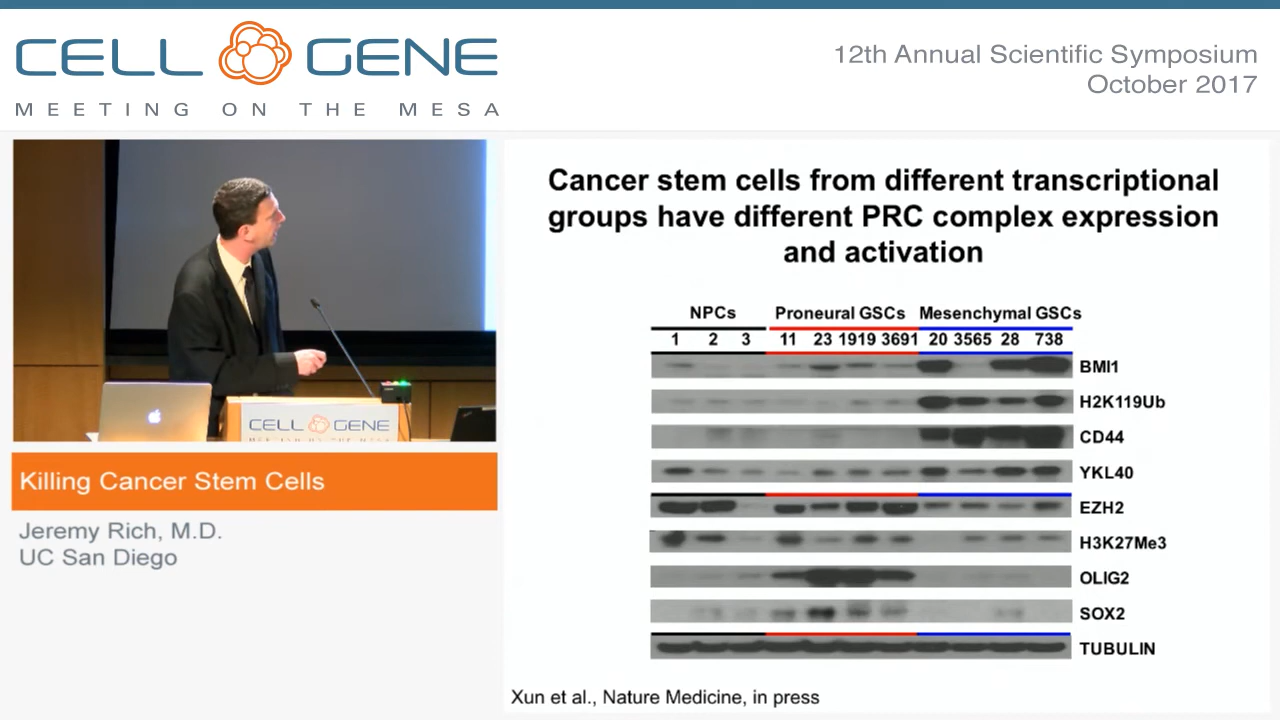 CELL GENE
MEETING ON THE MESA
12th Annual Scientific Symposium
October 2017
CELL GENE
Killing Cancer Stem Cells
Jeremy Rich, M.D.
UC San Diego
Cancer stem cells from different transcriptional
groups have different PRC complex expression
and activation
NPCs Proneural GSCs Mesenchymal GSCs
1 2 3 11 23 1919 3691 20 3565 28 738
BMI1
H2K119Ub
CD44
YKL40
EZH2
H3K27Me3
OLIG2
SOX2
TUBULIN
Xun et al., Nature Medicine, in press